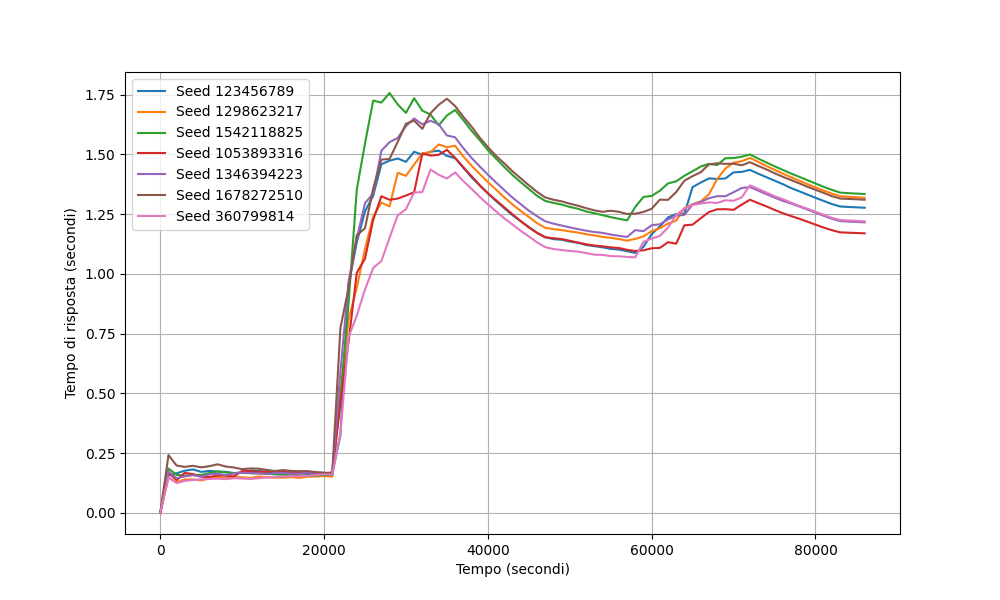 Seed 123456789
Seed 1298623217
Seed 1542118825
Seed 1053893316
Seed 1346394223
Seed 1678272510
Seed 360799814
Tempo di risposta (secondi)
1.75
1.50
1.25
1.00
0.75
0.50
0.25
0.00
0 20000 40000 60000 80000
Tempo (secondi)